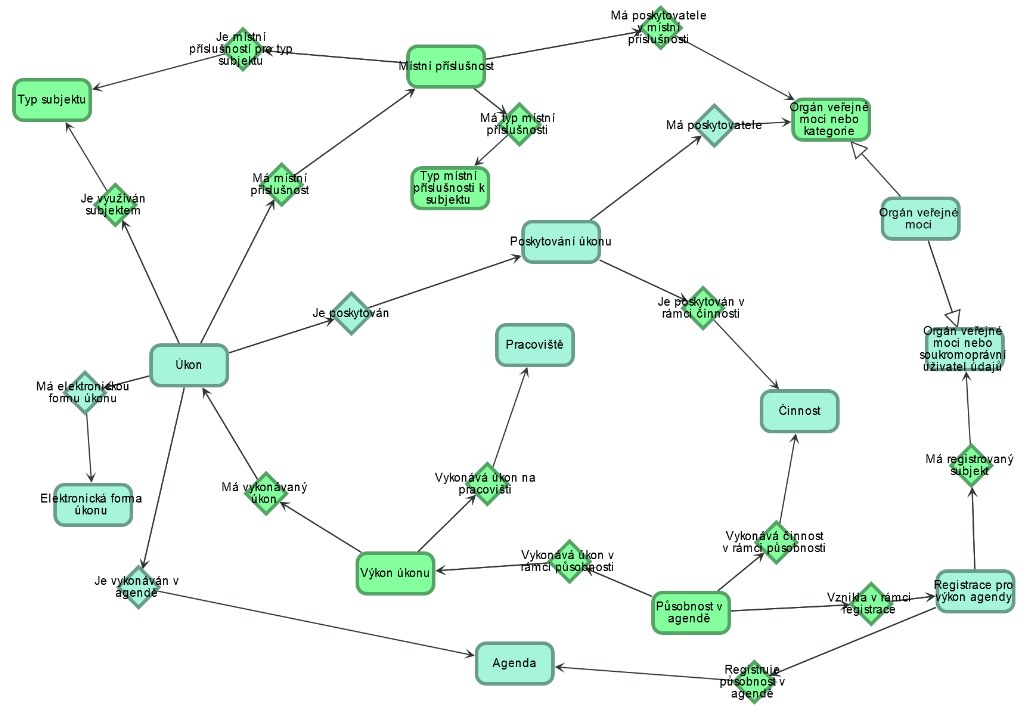 Má poskytovatele
v místní
příslušnosti
Je místní
příslušností pre typ
subjektu
Místní příslušnost
Typ subjektu
Orgán veřejné
moci nebo
kategorie
Má typ místní
příslušnosti
Má poskytovatele
Typ místní
příslušnosti k
subjektu
Má místní
příslušnost
Je využíván
subjektem
Orgán veřejné
moci
Poskytování úkonu
Je poskytován v
rámci činnosti
Je poskytován
Orgán veřejné
moci nebo
soukromoprávní
uživatel údajů
Pracoviště
Úkon
Má elektronickou
formu úkonu
Činnost
Má registrovaný
subjekt
Vykonává úkon na
pracovišti
Má vykonávaný
úkon
Elektronická forma
úkonu
Vykonává činnost
v rámci působnosti
Vykonává úkon v
rámci působnosti
Výkon úkonu
Je vykonáván v
agendě
Registrace pro
výkon agendy
Vznikla v rámci
registrace
Působnost v
agendě
Agenda
Registruje
působnost v
agendě